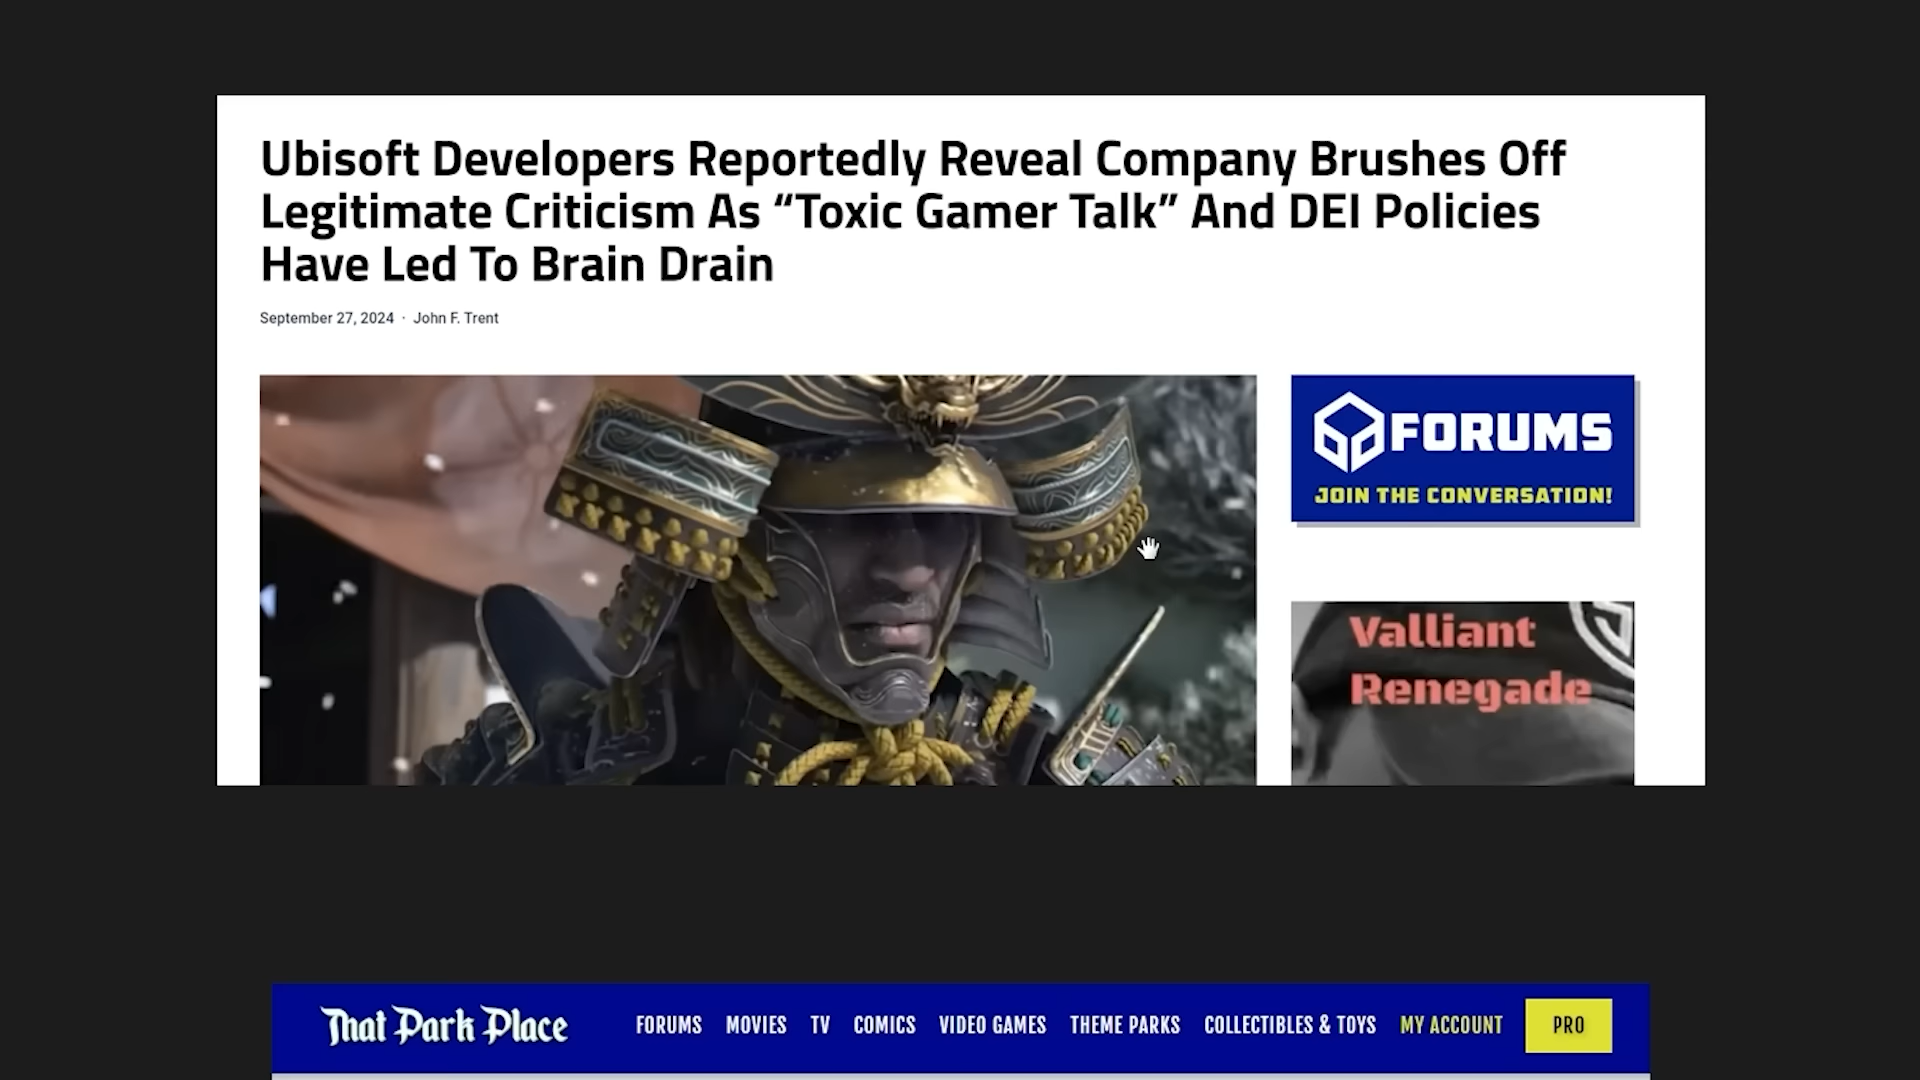 Ubisoft Developers Reportedly Reveal Company Brushes Off
Legitimate Criticism As “Toxic Gamer Talk” And DEI Policies
Have Led To Brain Drain
September 27, 2024 · John F. Trent
FORUMS
JOIN THE CONVERSATION!
Valliant
Renegade
That Park Place
FORUMS MOVIES TV COMICS VIDEO GAMES THEME PARKS COLLECTIBLES & TOYS MY ACCOUNT PRO